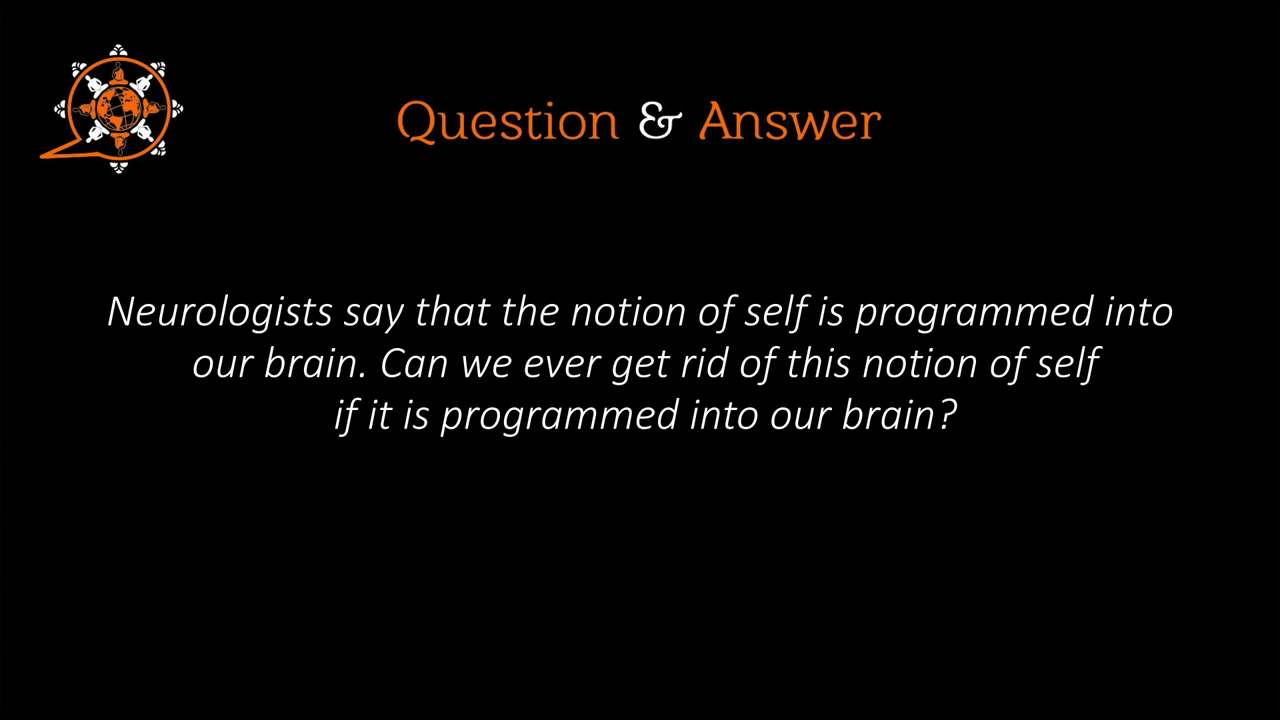 Question & Answer
Neurologists say that the notion of self is programmed into
our brain. Can we ever get rid of this notion of self
if it is programmed into our brain?